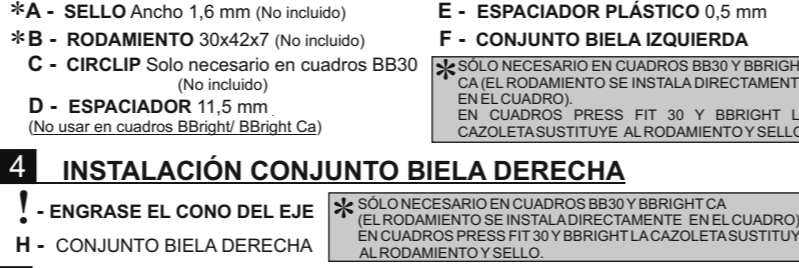 *A - SELLO Ancho 1,6 mm (No incluido)
*B - RODAMIENTO 30x42x7 (No incluido)
C - CIRCLIP Solo necesario en cuadros BB30
(No incluido)
D - ESPACIADOR 11,5 mm
(No usar en cuadros BBright/ BBright Ca)
E - ESPACIADOR PLÁSTICO 0,5 mm
F - CONJUNTO BIELA IZQUIERDA
* SÓLO NECESARIO EN CUADROS BB30 Y BBRIGH
CA (EL RODAMIENTO SE INSTALA DIRECTAMENT
EN EL CUADRO).
EN CUADROS PRESS FIT 30 Y BBRIGHT L
CAZOLETA SUSTITUYE AL RODAMIENTO Y SELLO
4 INSTALACIÓN CONJUNTO BIELA DERECHA
! - ENGRASE EL CONO DEL EJE
H - CONJUNTO BIELA DERECHA
* SÓLO NECESARIO EN CUADROS BB30 Y BBRIGHT CA
(EL RODAMIENTO SE INSTALA DIRECTAMENTE EN EL CUADRO)
EN CUADROS PRESS FIT 30 Y BBRIGHT LA CAZOLETA SUSTITUY
AL RODAMIENTO Y SELLO.